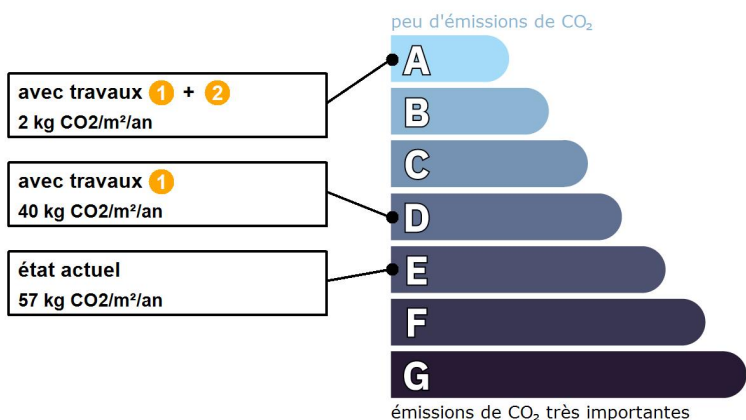 peu d'émissions de CO₂
A
avec travaux 1 + 2
2 kg CO2/m²/an
B
C
avec travaux 1
40 kg CO2/m²/an
D
état actuel
57 kg CO2/m²/an
E
F
G
émissions de CO₂ très importantes